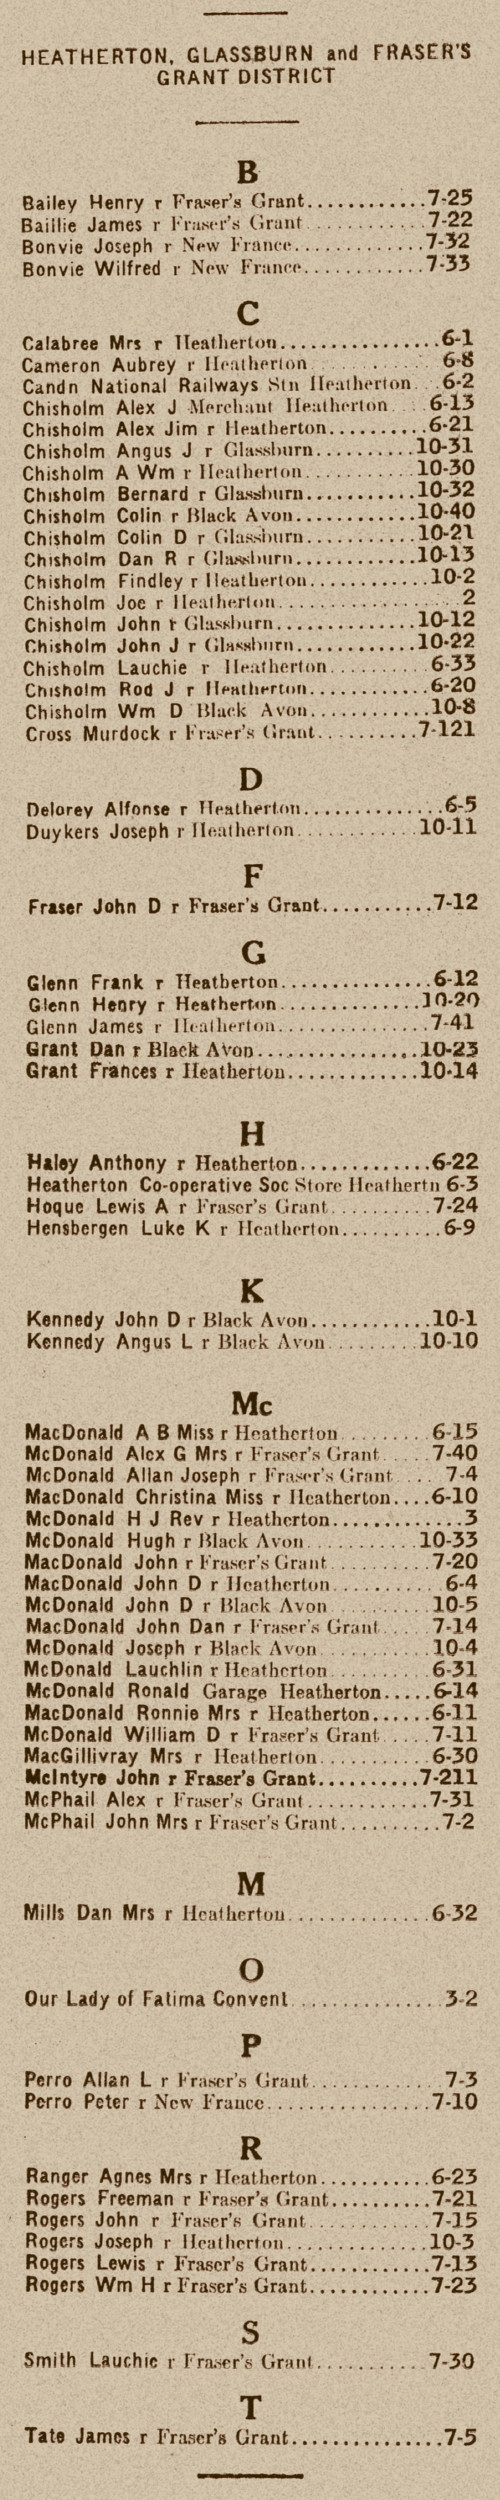 HEATHERTON, GLASSBURN and FRASER'S
GRANT DISTRICT
B
Bailey Henry r Fraser's Grant............7-25
Baillie James r Fraser's Grant............7-22
Bonvie Joseph r New France.............7-32
Bonvie Wilfred r New France............7-33
C
Calabree Mrs r Heatherton................6-1
Cameron Aubrey r Heatherton............6-8
Candn National Railways Stn Heatherton...6-2
Chisholm Alex J Merchant Heatherton....6-13
Chisholm Alex Jim r Heatherton..........6-21
Chisholm Angus J r Glassburn..........10-31
Chisholm A Wm r Heatherton...........10-30
Chisholm Bernard r Glassburn...........10-32
Chisholm Colin r Black Avon............10-40
Chisholm Colin D r Glassburn...........10-21
Chisholm Dan R r Glassburn............10-13
Chisholm Findley r Heatherton............10-2
Chisholm Joe r Heatherton..................2
Chisholm John r Glassburn..............10-12
Chisholm John J r Glassburn............10-22
Chisholm Lauchie r Heatherton..........6-33
Chisholm Rod J r Heatherton............6-20
Chisholm Wm D Black Avon............10-8
Cross Murdock r Fraser's Grant..........7-121
D
Delorey Alfonse r Heatherton..............6-5
Duykers Joseph r Heatherton............10-11
F
Fraser John D r Fraser's Grant...........7-12
G
Glenn Frank r Heatherton...............6-12
Glenn Henry r Heatherton..............10-20
Glenn James r Heatherton...............7-41
Grant Dan r Black Avon................10-23
Grant Frances r Heatherton.............10-14
H
Haley Anthony r Heatherton.............6-22
Heatherton Co-operative Soc Store Heathertn 6-3
Hoque Lewis A r Fraser's Grant..........7-24
Hensbergen Luke K r Heatherton..........6-9
K
Kennedy John D r Black Avon............10-1
Kennedy Angus L r Black Avon.........10-10
Mc
MacDonald A B Miss r Heatherton.........6-15
McDonald Alex G Mrs r Fraser's Grant.....7-40
McDonald Allan Joseph r Fraser's Grant....7-4
MacDonald Christina Miss r Heatherton....6-10
McDonald H J Rev r Heatherton.............3
McDonald Hugh r Black Avon...........10-33
MacDonald John r Fraser's Grant..........7-20
MacDonald John D r Heatherton...........6-4
McDonald John D r Black Avon..........10-5
MacDonald John Dan r Fraser's Grant.....7-14
McDonald Joseph r Black Avon..........10-4
McDonald Lauchlin r Heatherton..........6-31
McDonald Ronald Garage Heatherton.....6-14
MacDonald Ronnie Mrs r Heatherton......6-11
McDonald William D r Fraser's Grant.....7-11
MacGillivray Mrs r Heatherton...........6-30
McIntyre John r Fraser's Grant..........7-211
McPhail Alex r Fraser's Grant............7-31
McPhail John Mrs r Fraser's Grant..........7-2
M
Mills Dan Mrs r Heatherton..............6-32
O
Our Lady of Fatima Convent..............3-2
P
Perro Allan L r Fraser's Grant............7-3
Perro Peter r New France................7-10
R
Ranger Agnes Mrs r Heatherton...........6-23
Rogers Freeman r Fraser's Grant..........7-21
Rogers John r Fraser's Grant............7-15
Rogers Joseph r Heatherton.............10-3
Rogers Lewis r Fraser's Grant............7-13
Rogers Wm H r Fraser's Grant............7-23
S
Smith Lauchie r Fraser's Grant...........7-30
T
Tate James r Fraser's Grant...............7-5